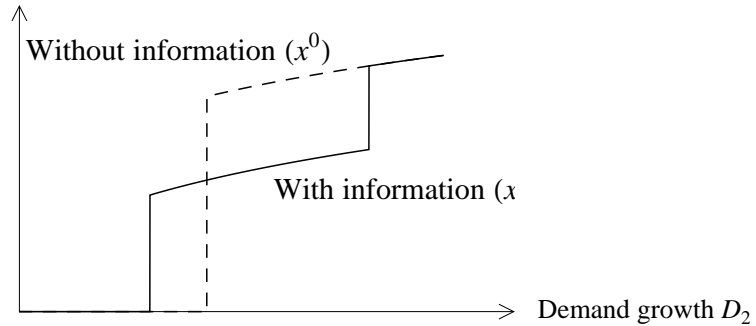 Without information (x⁰)
With information (x
Demand growth D₂